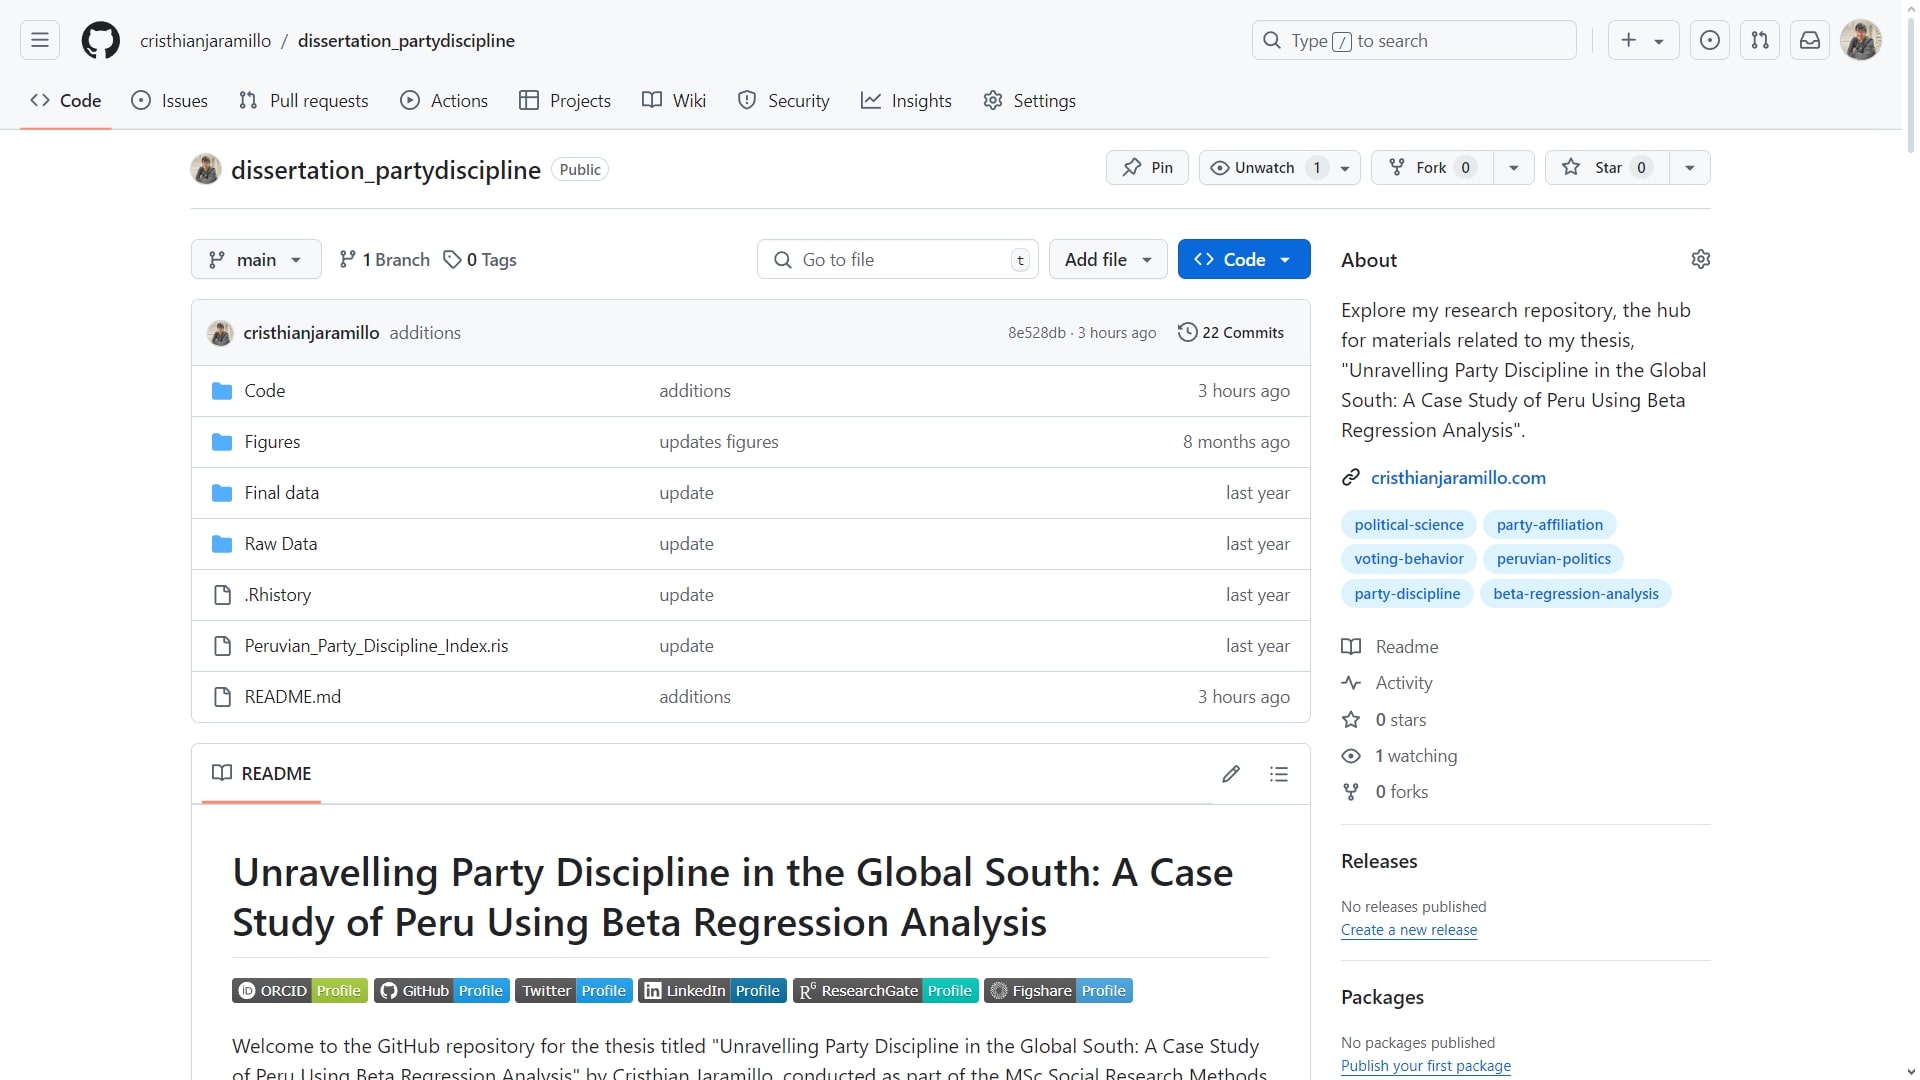 cristhianjaramillo / dissertation_partydiscipline
Type / to search
Code Issues Pull requests Actions Projects Wiki Security Insights Settings
dissertation_partydiscipline Public
Pin Unwatch 1 Fork 0 Star 0
main 1 Branch 0 Tags Go to file t Add file Code
cristhianjaramillo additions 8e528db · 3 hours ago 22 Commits
Code additions 3 hours ago
Figures updates figures 8 months ago
Final data update last year
Raw Data update last year
.Rhistory update last year
Peruvian_Party_Discipline_Index.ris update last year
README.md additions 3 hours ago
README
Unravelling Party Discipline in the Global South: A Case
Study of Peru Using Beta Regression Analysis
ORCID Profile GitHub Profile Twitter Profile LinkedIn Profile ResearchGate Profile Figshare Profile
Welcome to the GitHub repository for the thesis titled "Unravelling Party Discipline in the Global South: A Case Study
of Peru Using Beta Regression Analysis" by Cristhian Jaramillo, conducted as part of the MSc Social Research Methods
About
Explore my research repository, the hub
for materials related to my thesis,
"Unravelling Party Discipline in the Global
South: A Case Study of Peru Using Beta
Regression Analysis".
cristhianjaramillo.com
political-science party-affiliation
voting-behavior peruvian-politics
party-discipline beta-regression-analysis
Readme
Activity
0 stars
1 watching
0 forks
Releases
No releases published
Create a new release
Packages
No packages published
Publish your first package